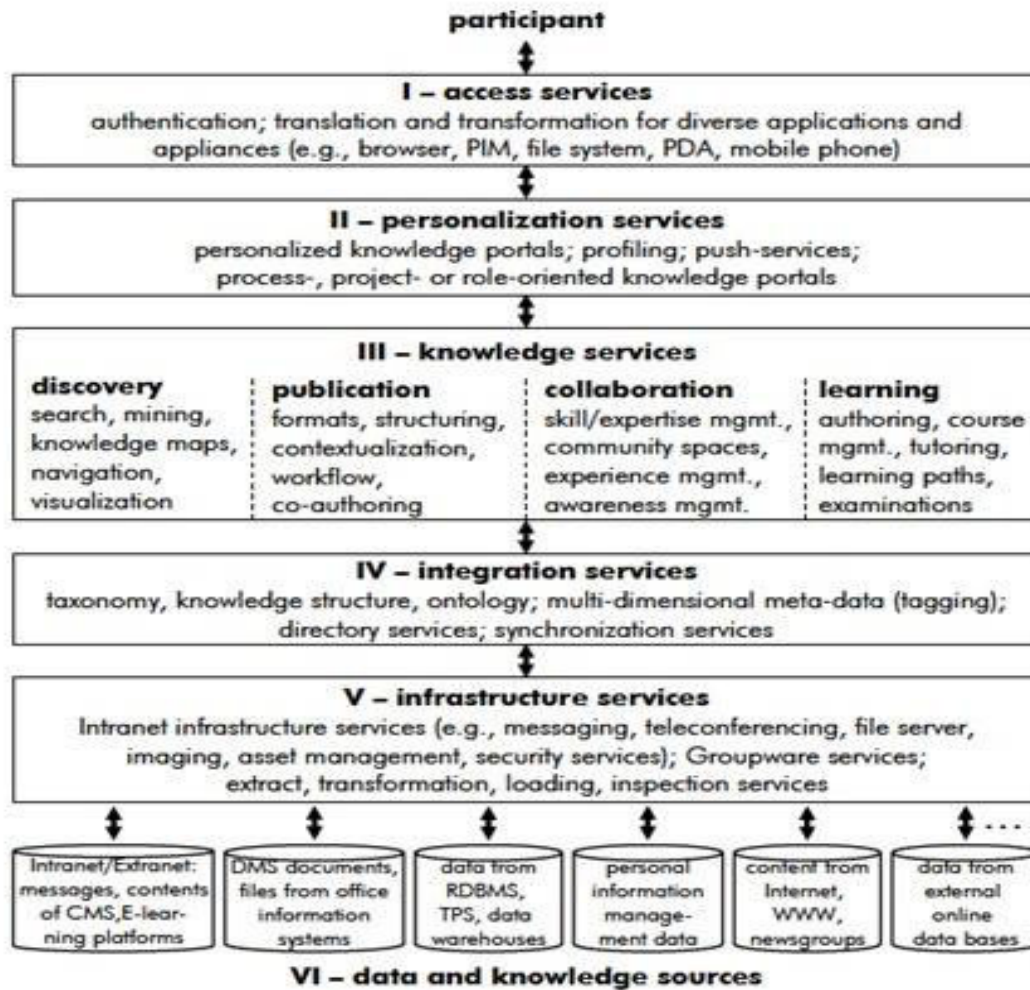 participant
I – access services
authentication; translation and transformation for diverse applications and
appliances (e.g., browser, PIM, file system, PDA, mobile phone)
II – personalization services
personalized knowledge portals; profiling; push-services;
process-, project- or role-oriented knowledge portals
III – knowledge services
discovery
search, mining,
knowledge maps,
navigation,
visualization
publication
formats, structuring,
contextualization,
workflow,
co-authoring
collaboration
skill/expertise mgmt.,
community spaces,
experience mgmt.,
awareness mgmt.
learning
authoring, course
mgmt., tutoring,
learning paths,
examinations
IV – integration services
taxonomy, knowledge structure, ontology; multi-dimensional meta-data (tagging);
directory services; synchronization services
V – infrastructure services
Intranet infrastructure services (e.g., messaging, teleconferencing, file server,
imaging, asset management, security services); Groupware services;
extract, transformation, loading, inspection services
Intranet/Extranet:
messages, contents
of CMS,E-lear-
ning platforms
DMS documents,
files from office
information
systems
data from
RDBMS,
TPS, data
warehouses
personal
information
manage-
ment data
content from
Internet,
WWW,
newsgroups
data from
external
online
data bases
....
VI – data and knowledge sources